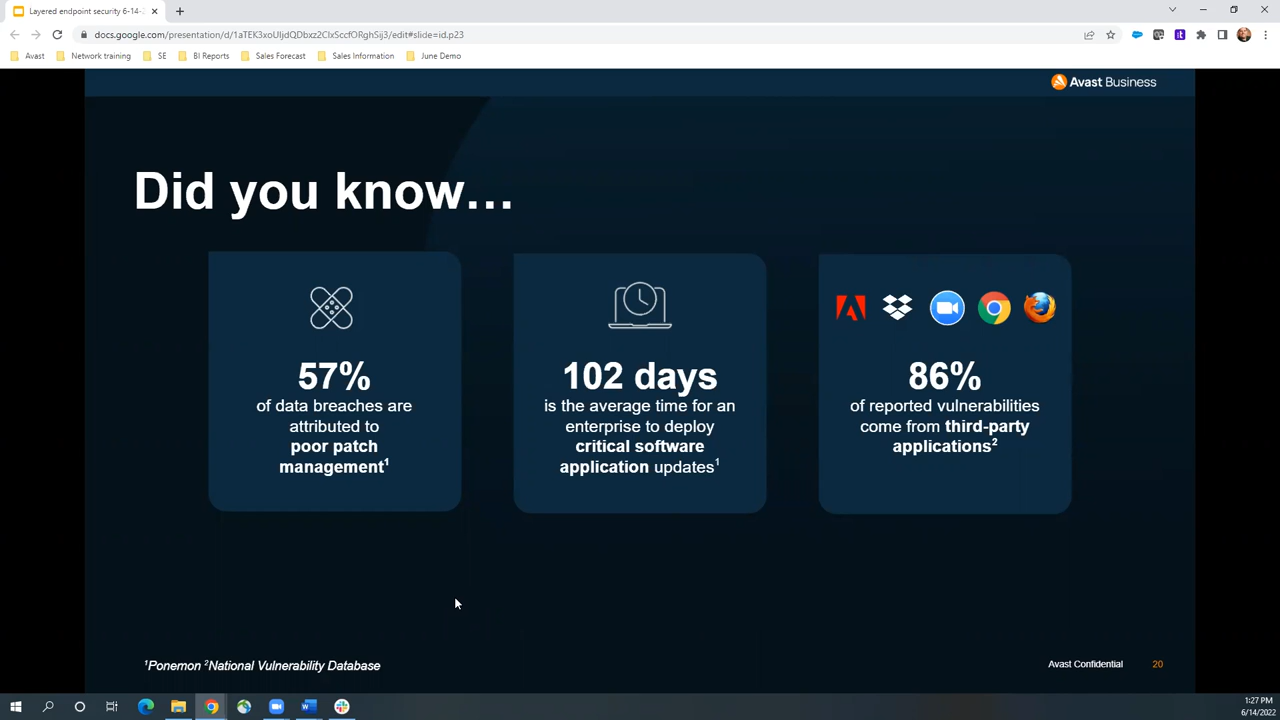 Layered endpoint security 6-14-2
docs.google.com/presentation/d/1aTEK3xoUljdQDbxz2ClxSccfORghSij3/edit#slide=id.p23
Avast
Network training
SE
BI Reports
Sales Forecast
Sales Information
June Demo
Avast Business
Did you know…
57%
of data breaches are
attributed to
poor patch
management¹
102 days
is the average time for an
enterprise to deploy
critical software
application updates¹
86%
of reported vulnerabilities
come from third-party
applications²
¹Ponemon ²National Vulnerability Database
Avast Confidential
20
1:27 PM
6/14/2022